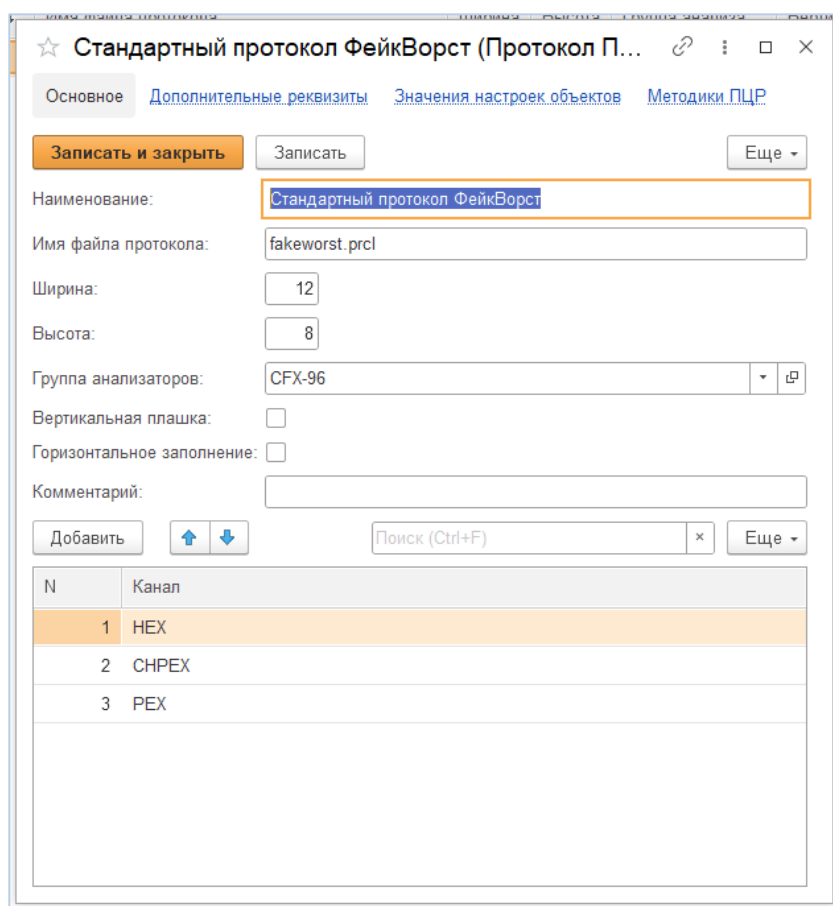 Стандартный протокол ФейкВорст (Протокол П...
Основное Дополнительные реквизиты Значения настроек объектов Методики ПЦР
Записать и закрыть Записать Еще
Наименование: Стандартный протокол ФейкВорст
Имя файла протокола: fakeworst.prcl
Ширина: 12
Высота: 8
Группа анализаторов: CFX-96
Вертикальная плашка:
Горизонтальное заполнение:
Комментарий:
Добавить Поиск (Ctrl+F) × Еще
N Канал
1 HEX
2 CHPEX
3 PEX